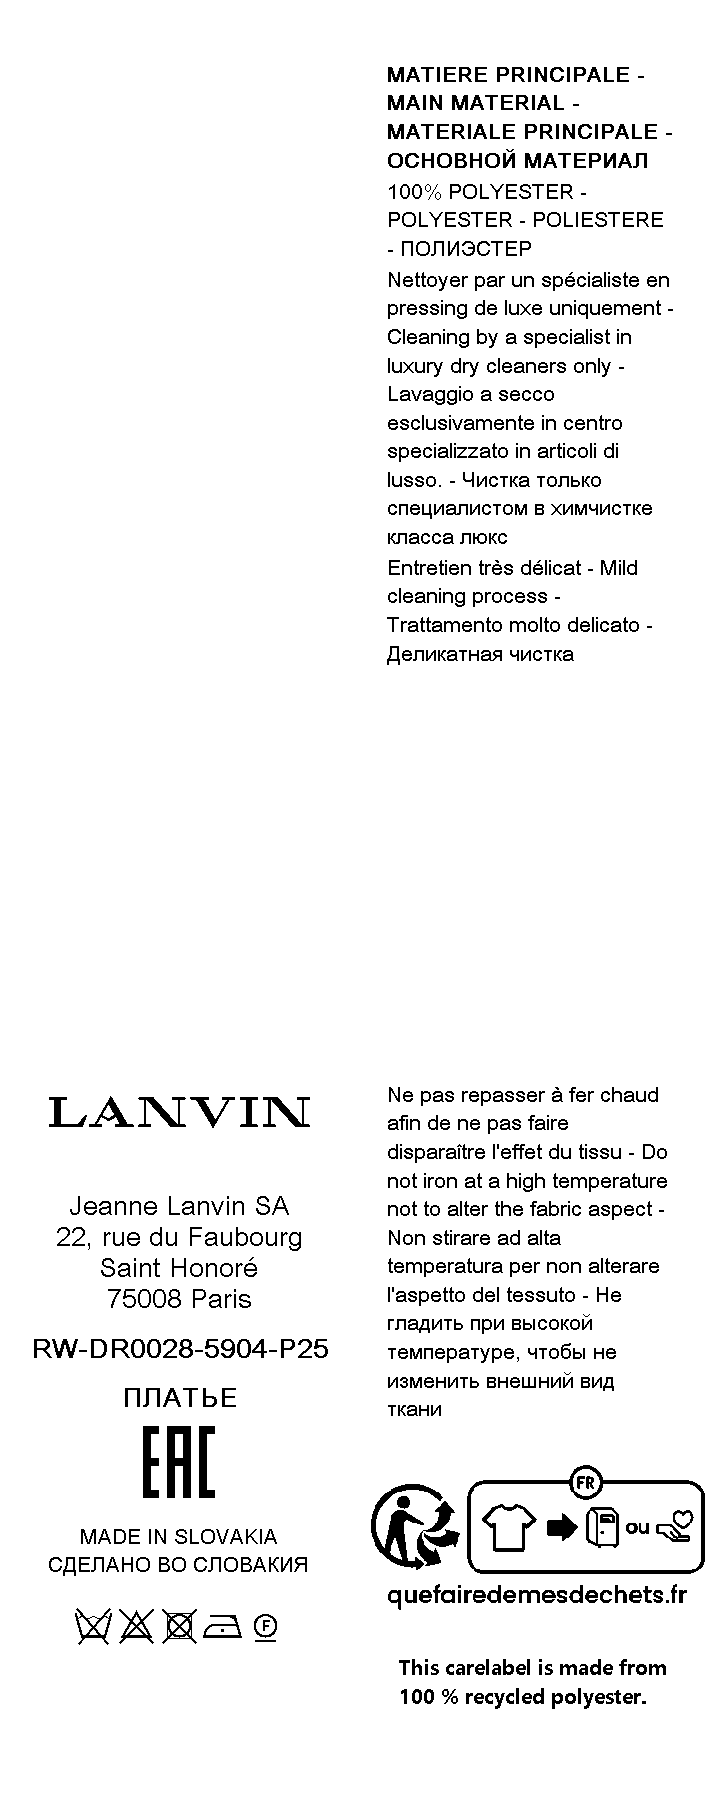 MATIERE PRINCIPALE -
MAIN MATERIAL -
MATERIALE PRINCIPALE -
ОСНОВНОЙ МАТЕРИАЛ
100% POLYESTER -
POLYESTER - POLIESTERE
- ПОЛИЭСТЕР
Nettoyer par un spécialiste en
pressing de luxe uniquement -
Cleaning by a specialist in
luxury dry cleaners only -
Lavaggio a secco
esclusivamente in centro
specializzato in articoli di
lusso. - Чистка только
специалистом в химчистке
класса люкс
Entretien très délicat - Mild
cleaning process -
Trattamento molto delicato -
Деликатная чистка
LANVIN
Jeanne Lanvin SA
22, rue du Faubourg
Saint Honoré
75008 Paris
RW-DR0028-5904-P25
ПЛАТЬЕ
EAC
MADE IN SLOVAKIA
СДЕЛАНО ВО СЛОВАКИЯ
F
Ne pas repasser à fer chaud
afin de ne pas faire
disparaître l'effet du tissu - Do
not iron at a high temperature
not to alter the fabric aspect -
Non stirare ad alta
temperatura per non alterare
l'aspetto del tessuto - Не
гладить при высокой
температуре, чтобы не
изменить внешний вид
ткани
FR
ou
quefairedemesdechets.fr
This carelabel is made from
100 % recycled polyester.